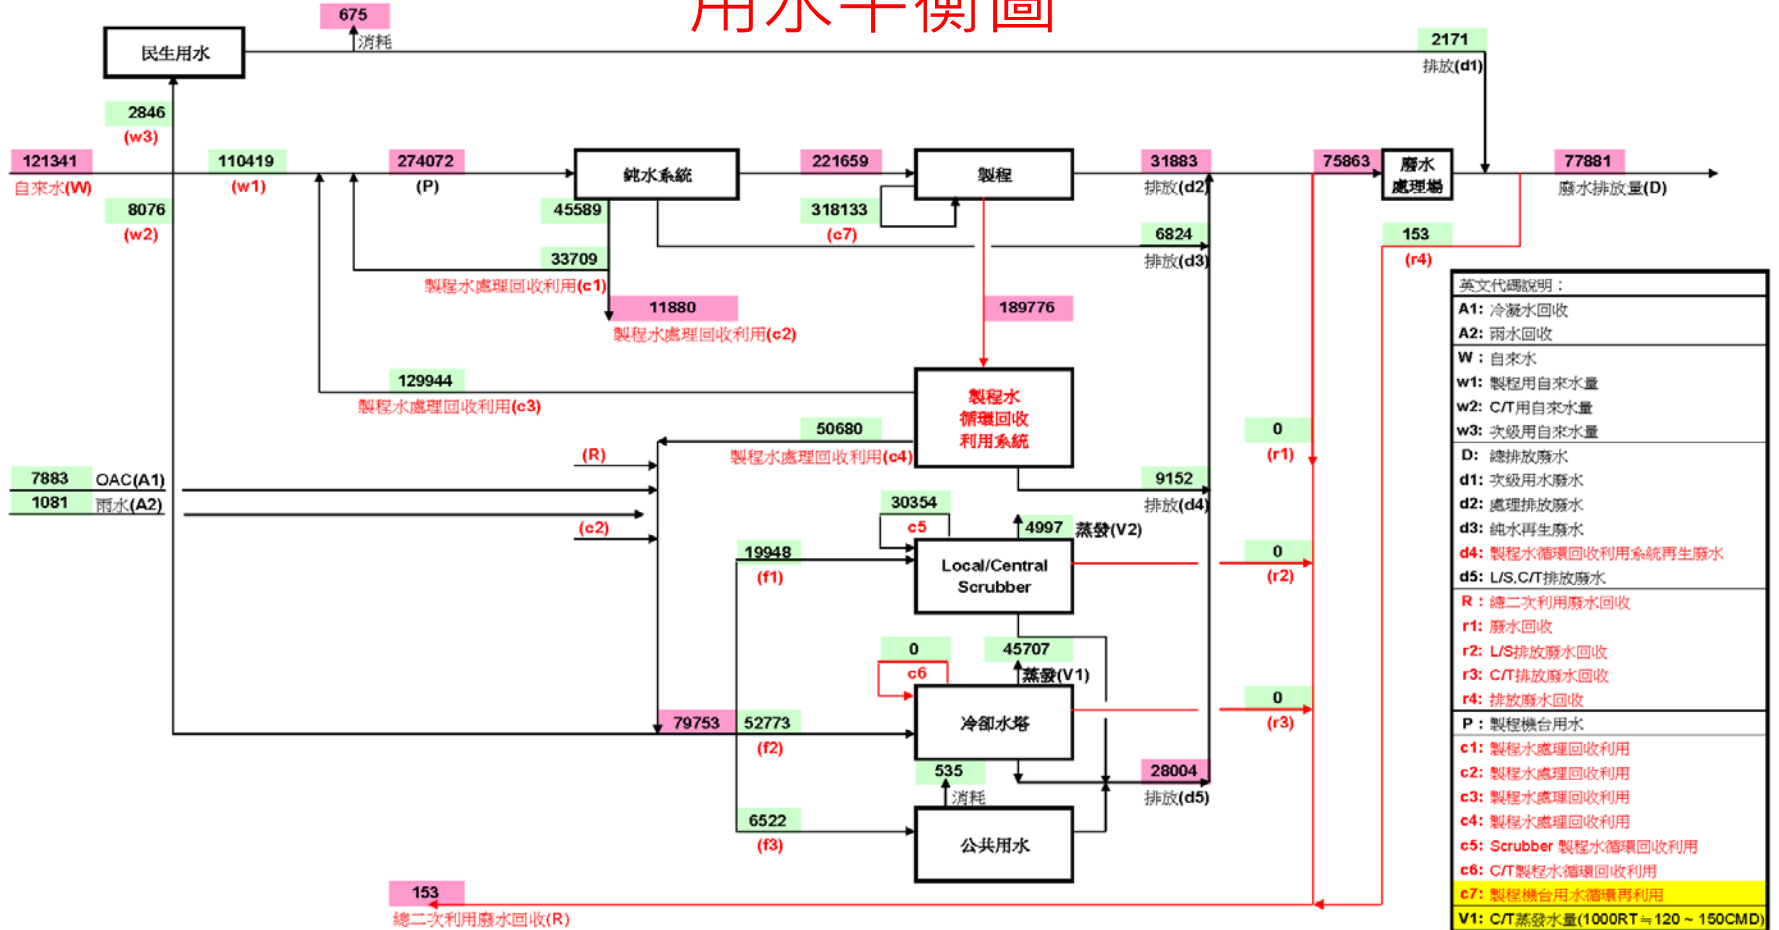 用水平衡圖
675
消耗
民生用水
2171
排放(d1)
2846
(w3)
121341
自來水(W)
110419
(w1)
274072
(P)
純水系統
221659
製程
31883
排放(d2)
75863
廢水
處理場
77881
廢水排放量(D)
8076
(w2)
45589
318133
(c7)
6824
排放(d3)
153
(r4)
33709
製程水處理回收利用(c1)
11880
製程水處理回收利用(c2)
189776
129944
製程水處理回收利用(c3)
製程水
循環回收
利用系統
50680
製程水處理回收利用(c4)
0
(r1)
(R)
7883 OAC(A1)
1081 雨水(A2)
9152
排放(d4)
(c2)
30354
c5
4997 蒸發(V2)
19948
(f1)
Local/Central
Scrubber
0
(r2)
0
c6
45707
蒸發(V1)
79753
52773
(f2)
冷卻水塔
0
(r3)
535
消耗
28004
排放(d5)
6522
(f3)
公共用水
153
總二次利用廢水回收(R)
英文代碼說明：
A1: 冷凝水回收
A2: 雨水回收
W : 自來水
w1: 製程用自來水量
w2: C/T用自來水量
w3: 次級用自來水量
D: 總排放廢水
d1: 次級用水廢水
d2: 處理排放廢水
d3: 純水再生廢水
d4: 製程水循環回收利用系統再生廢水
d5: L/S,C/T排放廢水
R : 總二次利用廢水回收
r1: 廢水回收
r2: L/S排放廢水回收
r3: C/T排放廢水回收
r4: 排放廢水回收
P : 製程機台用水
c1: 製程水處理回收利用
c2: 製程水處理回收利用
c3: 製程水處理回收利用
c4: 製程水處理回收利用
c5: Scrubber 製程水循環回收利用
c6: C/T製程水循環回收利用
c7: 製程機台用水循環再利用
V1: C/T蒸發水量(1000RT≒120 ~ 150CMD)